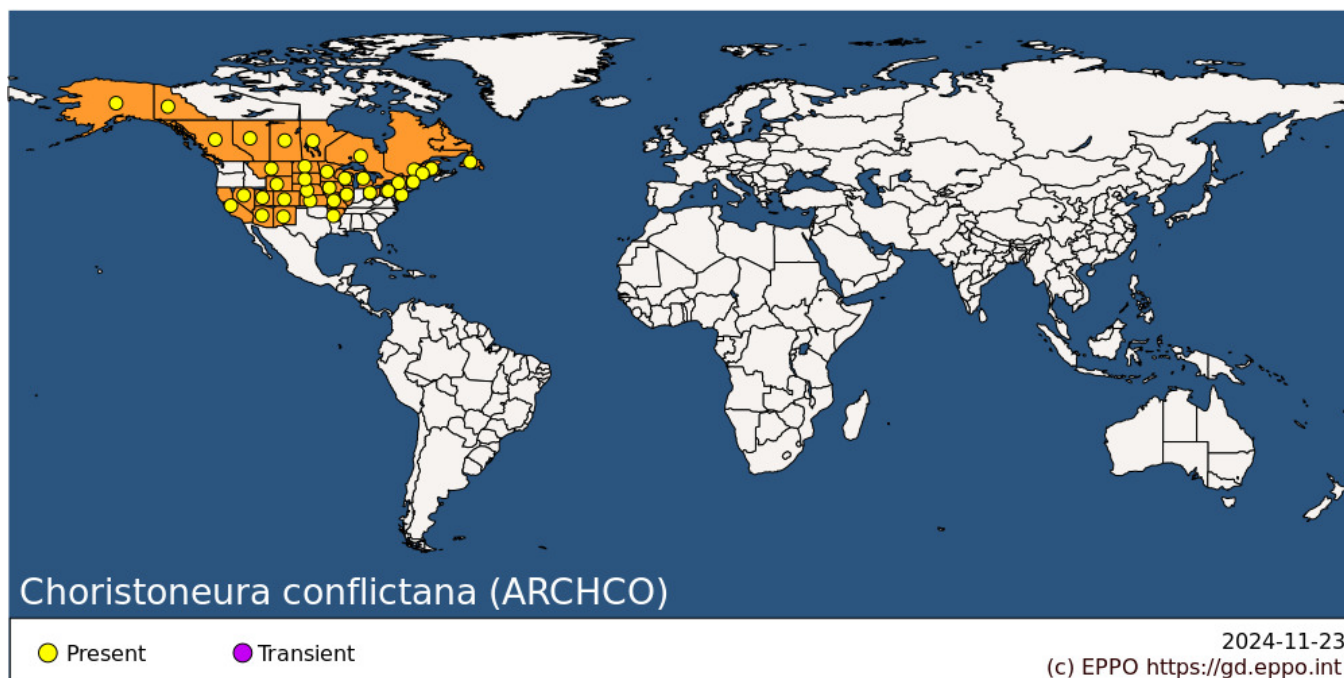 Choristoneura conflictana (ARCHCO)
Present
Transient
2024-11-23
(c) EPPO https://gd.eppo.int